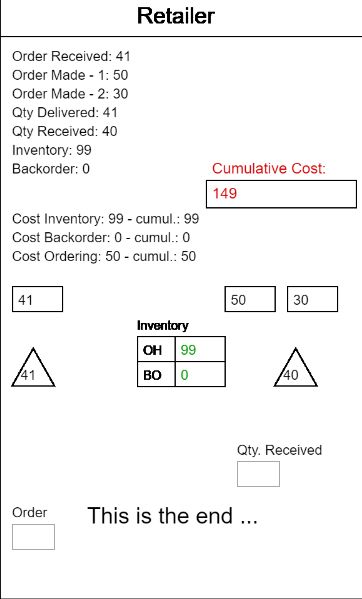 Retailer
Order Received: 41
Order Made - 1: 50
Order Made - 2: 30
Qty Delivered: 41
Qty Received: 40
Inventory: 99
Backorder: 0
Cumulative Cost:
149
Cost Inventory: 99 - cumul.: 99
Cost Backorder: 0 - cumul.: 0
Cost Ordering: 50 - cumul.: 50
41 50 30
Inventory
OH 99
BO 0
41 40
Qty. Received
Order
This is the end ...